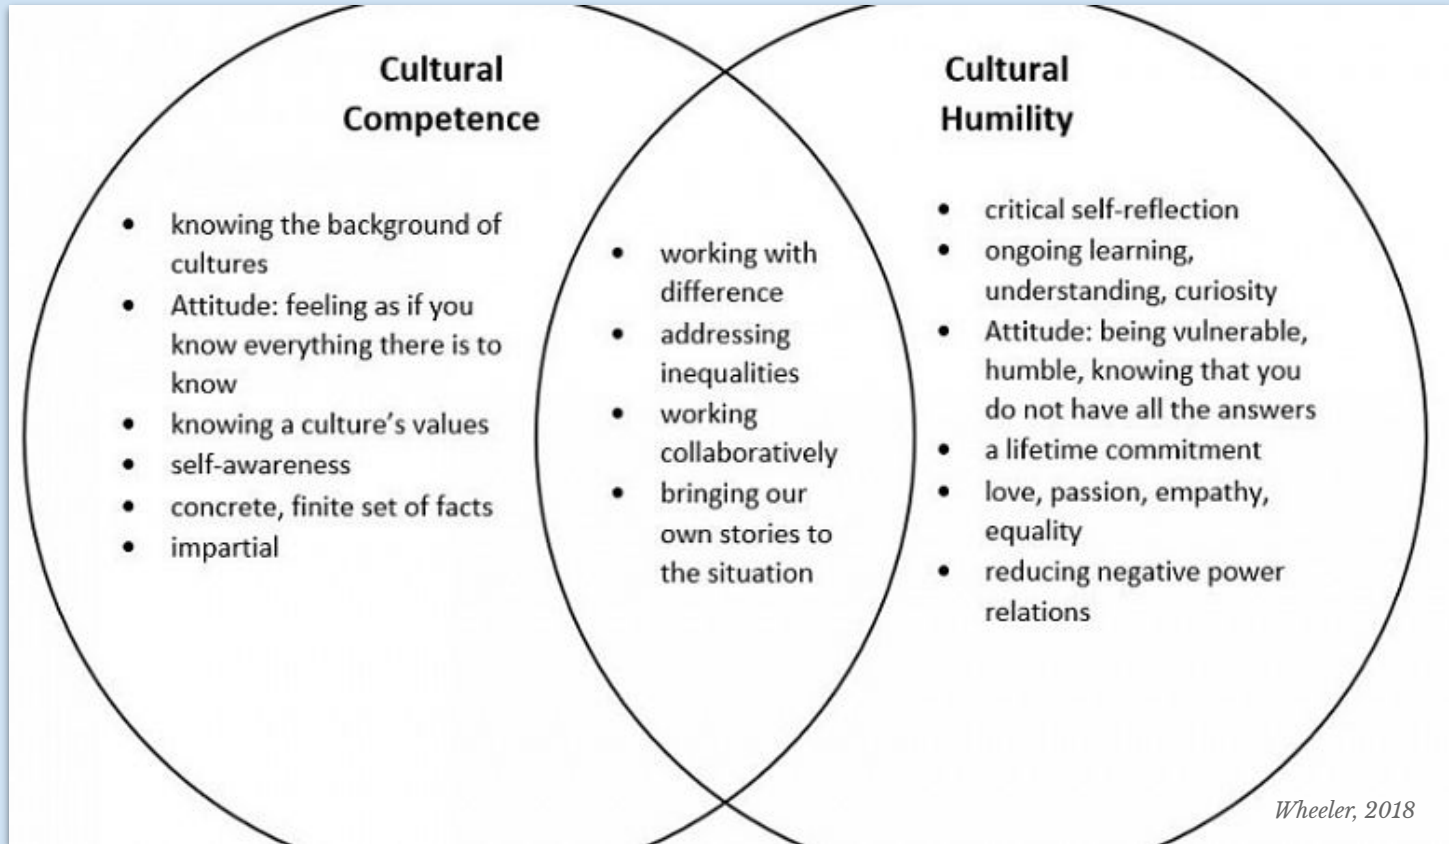 Cultural
Competence
• knowing the background of
cultures
• Attitude: feeling as if you
know everything there is to
know
• knowing a culture’s values
• self-awareness
• concrete, finite set of facts
• impartial
• working with
difference
• addressing
inequalities
• working
collaboratively
• bringing our
own stories to
the situation
Cultural
Humility
• critical self-reflection
• ongoing learning,
understanding, curiosity
• Attitude: being vulnerable,
humble, knowing that you
do not have all the answers
• a lifetime commitment
• love, passion, empathy,
equality
• reducing negative power
relations
Wheeler, 2018